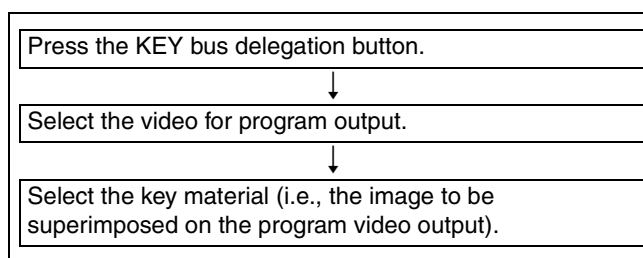 Press the KEY bus delegation button.
Select the video for program output.
Select the key material (i.e., the image to be
superimposed on the program video output).